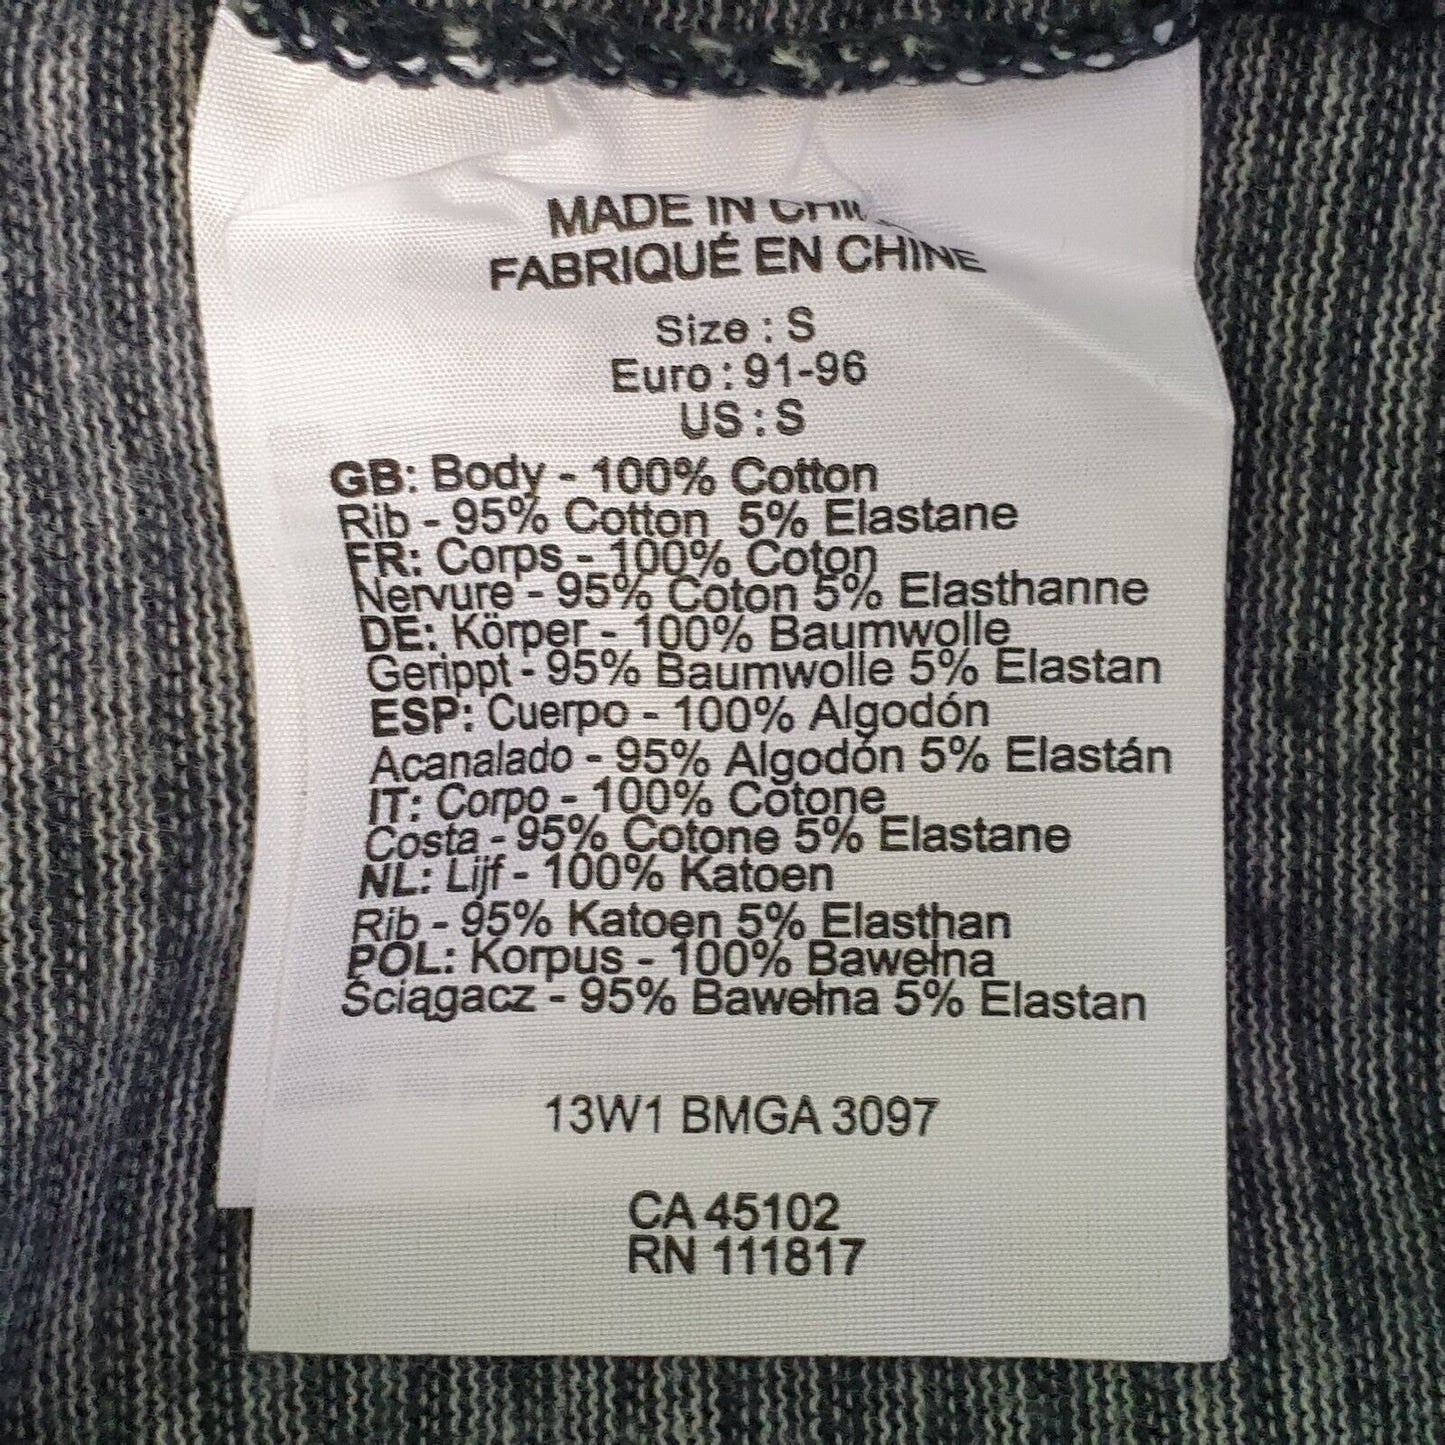 MADE IN CHINA
FABRIQUÉ EN CHINE
Size : S
Euro : 91-96
US : S
GB: Body - 100% Cotton
Rib - 95% Cotton 5% Elastane
FR: Corps - 100% Coton
Nervure - 95% Coton 5% Elasthanne
DE: Körper - 100% Baumwolle
Gerippt - 95% Baumwolle 5% Elastan
ESP: Cuerpo - 100% Algodón
Acanalado - 95% Algodón 5% Elastán
IT: Corpo - 100% Cotone
Costa - 95% Cotone 5% Elastane
NL: Lijf - 100% Katoen
Rib - 95% Katoen 5% Elasthan
POL: Korpus - 100% Bawełna
Ściągacz - 95% Bawełna 5% Elastan
13W1 BMGA 3097
CA 45102
RN 111817